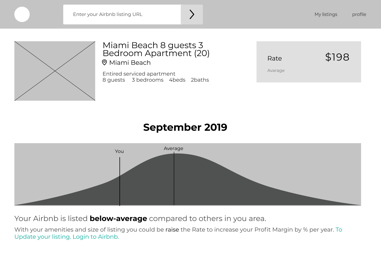 Enter your Airbnb listing URL
My listings
profile
Miami Beach 8 guests 3
Bedroom Apartment (20)
Miami Beach
Entired serviced apartment
8 guests 3 bedrooms 4beds 2baths
Rate
$198
Average
September 2019
You
Average
Your Airbnb is listed below-average compared to others in you area.
With your amenities and size of listing you could be raise the Rate to increase your Profit Margin by % per year. To
Update your listing. Login to Airbnb.